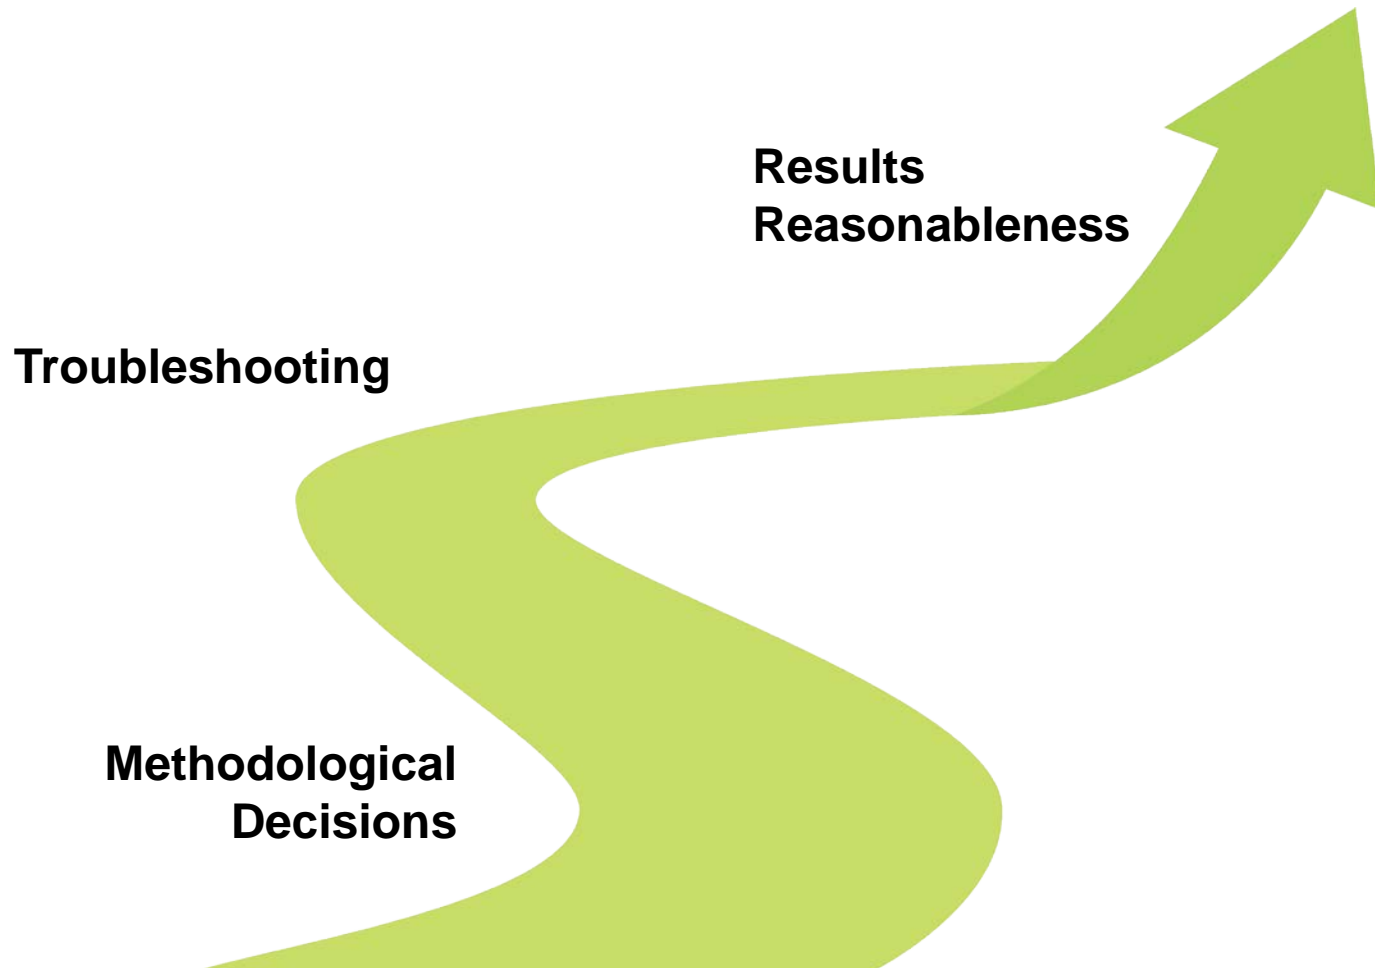 Results
Reasonableness
Troubleshooting
Methodological
Decisions